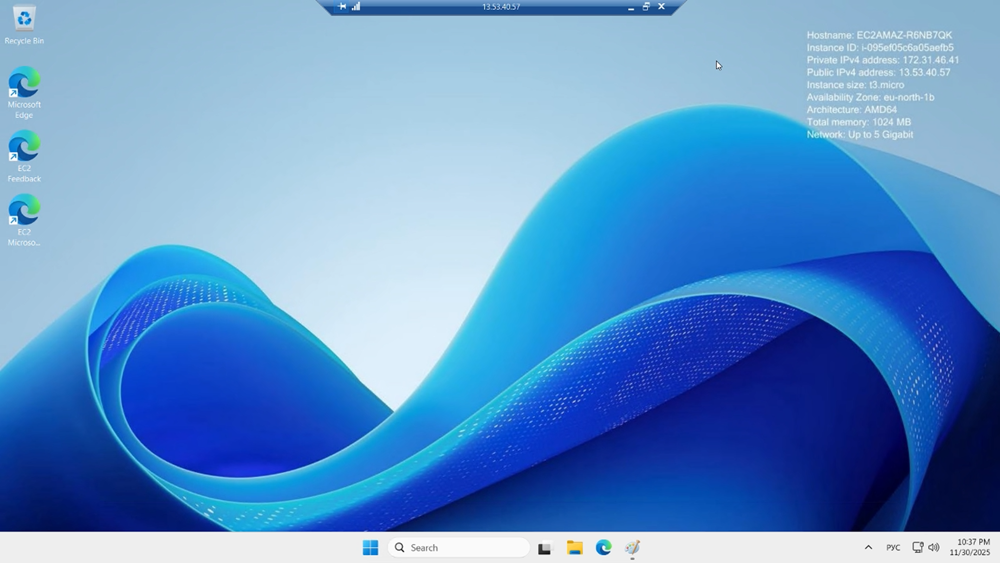 13.53.40.57
Recycle Bin
Microsoft
Edge
EC2
Feedback
EC2
Microso...
Hostname: EC2AMAZ-R6NB7QK
Instance ID: i-095ef05c6a05aefb5
Private IPv4 address: 172.31.46.41
Public IPv4 address: 13.53.40.57
Instance size: t3.micro
Availability Zone: eu-north-1b
Architecture: AMD64
Total memory: 1024 MB
Network: Up to 5 Gigabit
Search
РУС
10:37 PM
11/30/2025